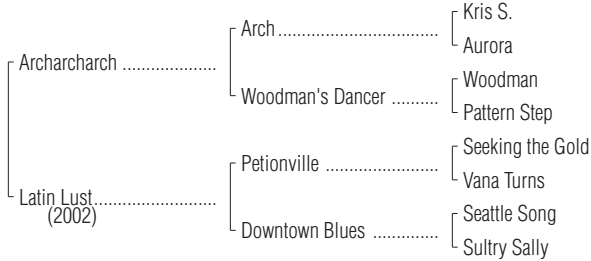 Kris S.
Arch....................................
Aurora
Archarcharch .....................
Woodman
Woodman's Dancer ..........
Pattern Step
Seeking the Gold
Petionville .........................
Vana Turns
Latin Lust...........................
(2002)
Seattle Song
Downtown Blues ..............
Sultry Sally